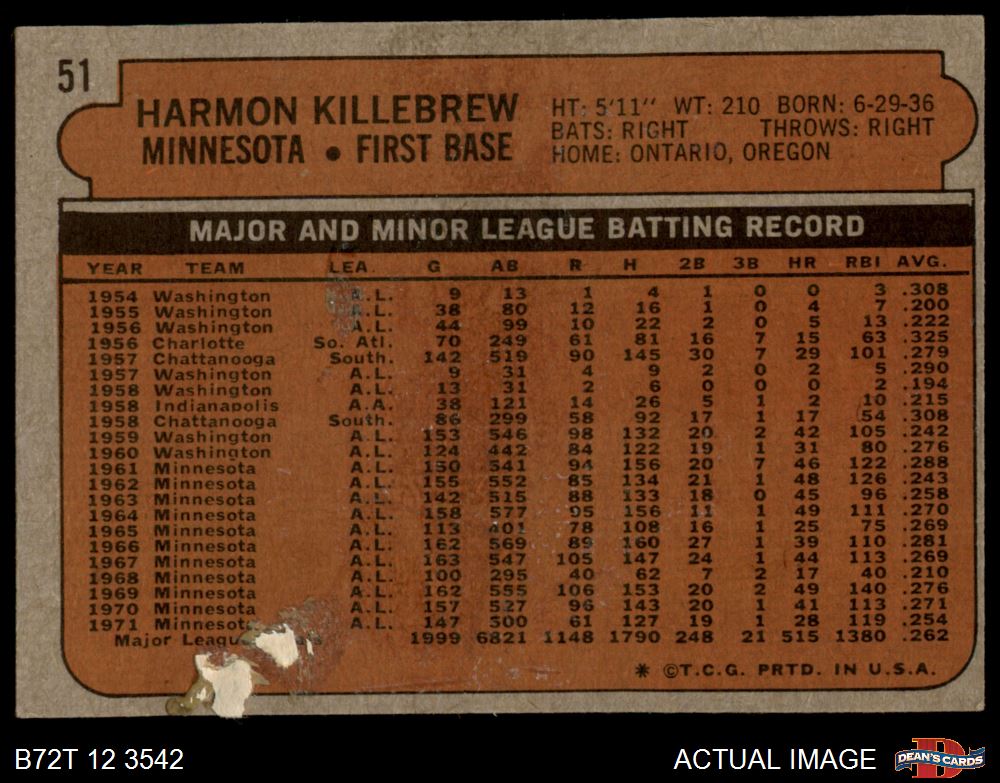 51
HARMON KILLEBREW
MINNESOTA • FIRST BASE
HT: 5'11" WT: 210 BORN: 6-29-36
BATS: RIGHT THROWS: RIGHT
HOME: ONTARIO, OREGON
MAJOR AND MINOR LEAGUE BATTING RECORD
YEAR TEAM LEA. G AB R H 2B 3B HR RBI AVG.
1954 Washington A.L. 9 13 1 4 1 0 0 3 .308
1955 Washington A.L. 38 80 12 16 1 0 4 7 .200
1956 Washington A.L. 44 99 10 22 2 0 5 13 .222
1956 Charlotte So. Atl. 70 249 61 81 16 7 15 63 .325
1957 Chattanooga South. 142 519 90 145 30 7 29 101 .279
1957 Washington A.L. 9 31 4 9 2 0 2 5 .290
1958 Washington A.L. 13 31 2 6 0 0 0 2 .194
1958 Indianapolis A.A. 38 121 14 26 5 1 2 10 .215
1958 Chattanooga South. 86 299 58 92 17 1 17 54 .308
1959 Washington A.L. 153 546 98 132 20 2 42 105 .242
1960 Washington A.L. 124 442 84 122 19 1 31 80 .276
1961 Minnesota A.L. 150 541 94 156 20 7 46 122 .288
1962 Minnesota A.L. 155 552 85 134 21 1 48 126 .243
1963 Minnesota A.L. 142 515 88 133 18 0 45 96 .258
1964 Minnesota A.L. 158 577 95 156 11 1 49 111 .270
1965 Minnesota A.L. 113 401 78 108 16 1 25 75 .269
1966 Minnesota A.L. 162 569 89 160 27 1 39 110 .281
1967 Minnesota A.L. 163 547 105 147 24 1 44 113 .269
1968 Minnesota A.L. 100 295 40 62 7 2 17 40 .210
1969 Minnesota A.L. 162 555 106 153 20 2 49 140 .276
1970 Minnesota A.L. 157 527 96 143 20 1 41 113 .271
1971 Minnesota A.L. 147 500 61 127 19 1 28 119 .254
Major 1999 6821 1148 1790 248 21 515 1380 .262
* ©T.C.G. PRTD. IN U.S.A.
B72T 12 3542
ACTUAL IMAGE
DEAN'S CARDS